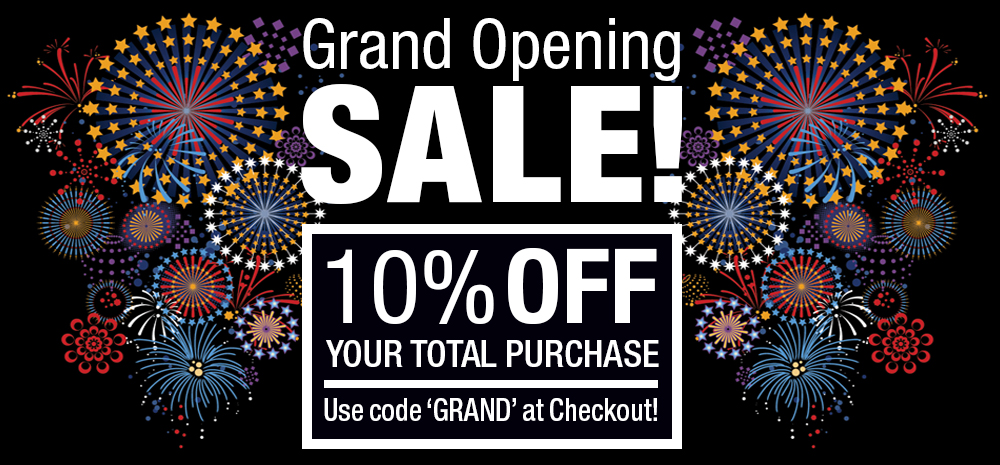 Grand Opening
SALE!
10% OFF
YOUR TOTAL PURCHASE
Use code ‘GRAND’ at Checkout!